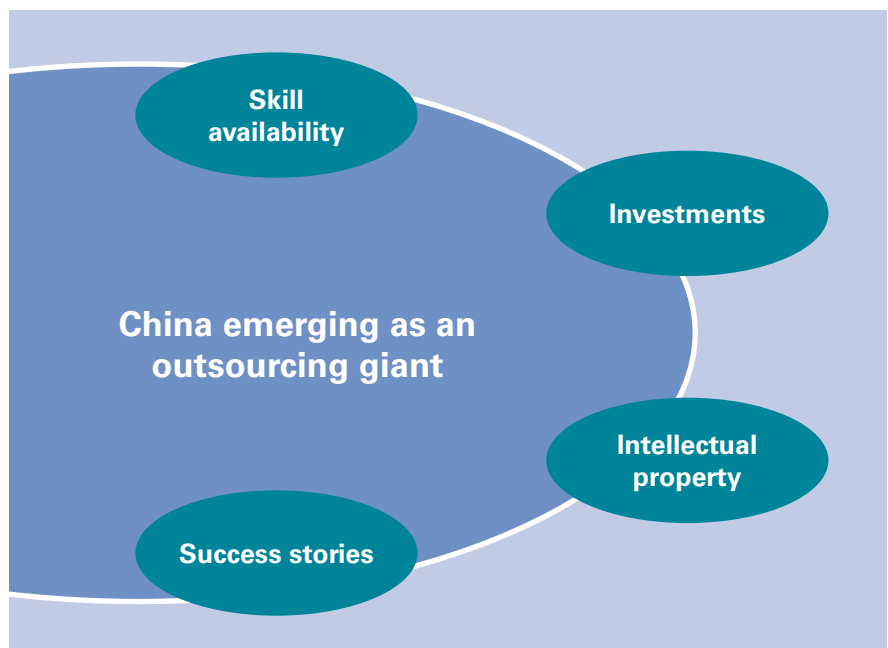 Skill
availability
Investments
China emerging as an
outsourcing giant
Intellectual
property
Success stories